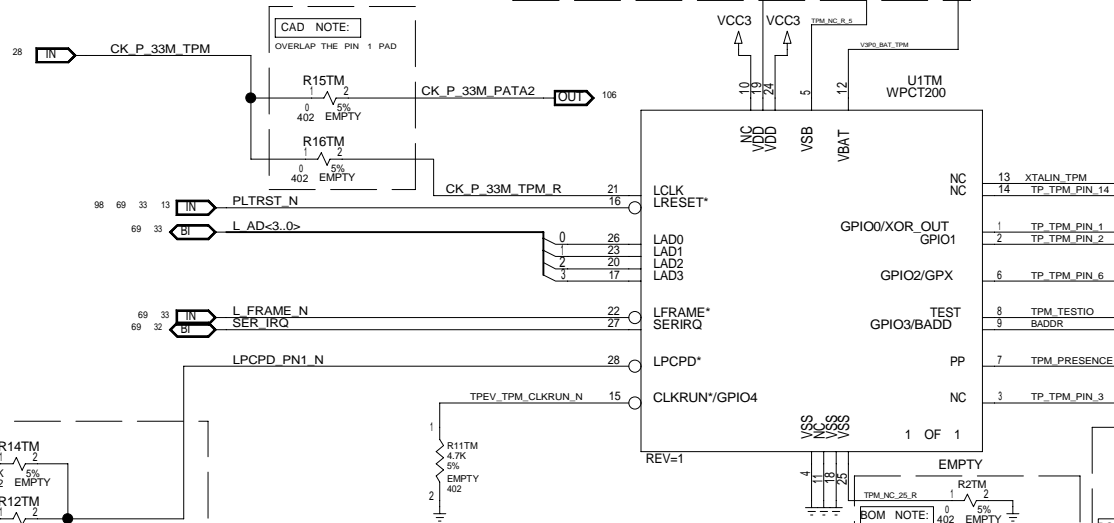 CAD NOTE:
OVERLAP THE PIN 1 PAD
28 IN CK_P_33M_TPM
R15TM
1 2
0 5%
402 EMPTY
CK_P_33M_PATA2 OUT 106
R16TM
1 2
0 5%
402 EMPTY
CK_P_33M_TPM_R 21 LCLK
98 69 33 13 IN PLTRST_N 16 LRESET*
69 33 BI L_AD<3..0>
0 26 LAD0
1 23 LAD1
2 20 LAD2
3 17 LAD3
69 33 IN L_FRAME_N 22 LFRAME*
69 32 BI SER_IRQ 27 SERIRQ
LPCPD_PN1_N 28 LPCPD*
TPEV_TPM_CLKRUN_N 15 CLKRUN*/GPIO4
1
R11TM
4.7K
5%
EMPTY
402
2
R14TM
1 2
K 5%
2 EMPTY
R12TM
1 2
VCC3 VCC3
TPM_NC_R_5
V3P0_BAT_TPM
10 19 24 5 12
NC VDD VDD VSB VBAT
U1TM
WPCT200
NC 13 XTALIN_TPM
NC 14 TP_TPM_PIN_14
GPIO0/XOR_OUT 1 TP_TPM_PIN_1
GPIO1 2 TP_TPM_PIN_2
GPIO2/GPX 6 TP_TPM_PIN_6
TEST 8 TPM_TESTIO
GPIO3/BADD 9 BADDR
PP 7 TPM_PRESENCE
NC 3 TP_TPM_PIN_3
VSS NC VSS VSS
4 11 18 25
1 OF 1
REV=1
EMPTY
TPM_NC_25_R
R2TM
1 2
0 5%
402 EMPTY
BOM NOTE: